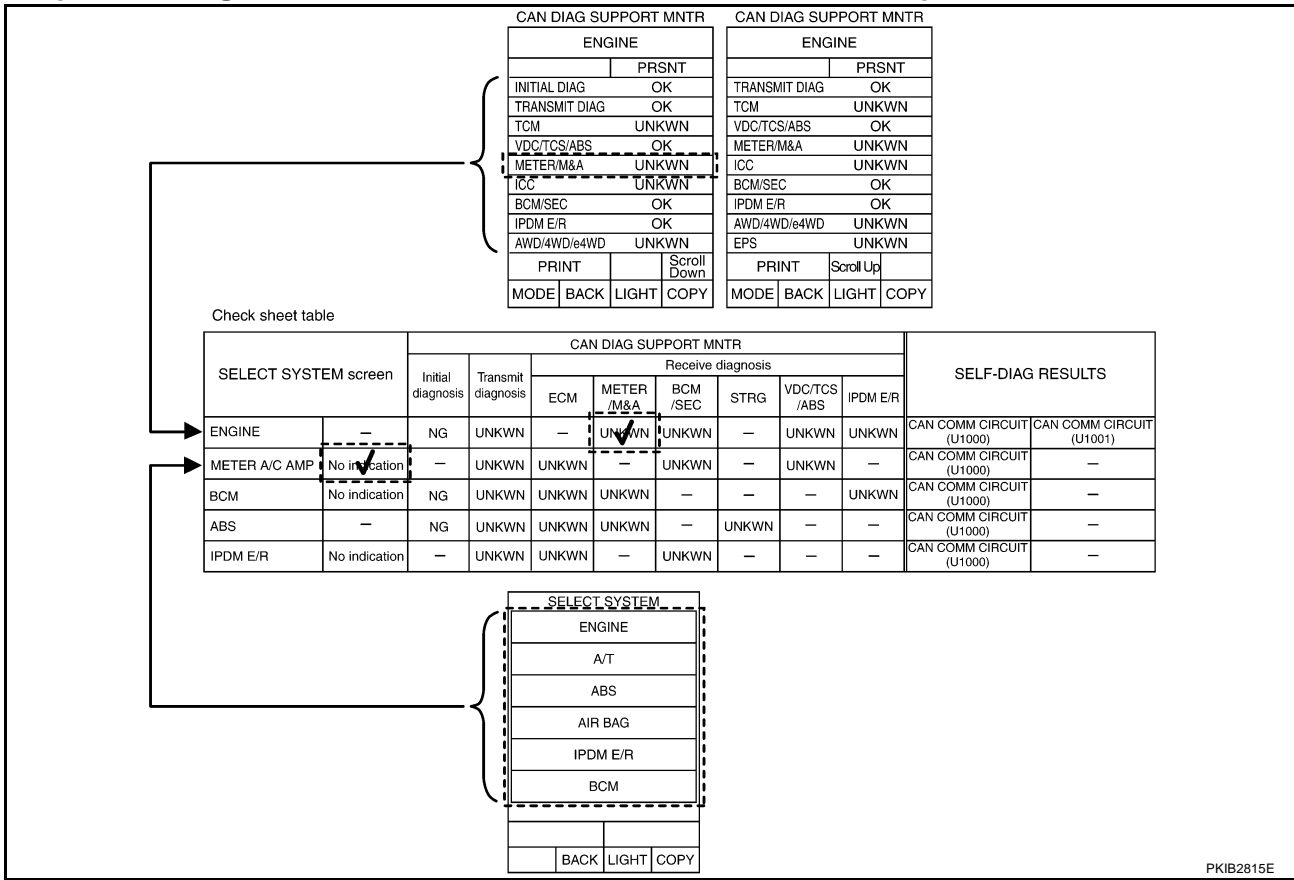 CAN DIAG SUPPORT MNTR
ENGINE
PRSNT
INITIAL DIAG OK
TRANSMIT DIAG OK
TCM UNKWN
VDC/TCS/ABS OK
METER/M&A UNKWN
ICC UNKWN
BCM/SEC OK
IPDM E/R OK
AWD/4WD/e4WD UNKWN
PRINT Scroll Down
MODE BACK LIGHT COPY
CAN DIAG SUPPORT MNTR
ENGINE
PRSNT
TRANSMIT DIAG OK
TCM UNKWN
VDC/TCS/ABS OK
METER/M&A UNKWN
ICC UNKWN
BCM/SEC OK
IPDM E/R OK
AWD/4WD/e4WD UNKWN
EPS UNKWN
PRINT Scroll Up
MODE BACK LIGHT COPY
Check sheet table
SELECT SYSTEM screen
CAN DIAG SUPPORT MNTR
Initial diagnosis
Transmit diagnosis
Receive diagnosis
ECM
METER /M&A
BCM /SEC
STRG
VDC/TCS /ABS
IPDM E/R
SELF-DIAG RESULTS
ENGINE — NG UNKWN — UNKWN UNKWN — UNKWN UNKWN CAN COMM CIRCUIT (U1000) CAN COMM CIRCUIT (U1001)
METER A/C AMP No indication — UNKWN UNKWN — UNKWN — UNKWN — CAN COMM CIRCUIT (U1000) —
BCM No indication NG UNKWN UNKWN UNKWN — — — UNKWN CAN COMM CIRCUIT (U1000) —
ABS — NG UNKWN UNKWN UNKWN — UNKWN — — CAN COMM CIRCUIT (U1000) —
IPDM E/R No indication — UNKWN UNKWN — UNKWN — — — CAN COMM CIRCUIT (U1000) —
SELECT SYSTEM
ENGINE
A/T
ABS
AIR BAG
IPDM E/R
BCM
BACK LIGHT COPY
PKIB2815E